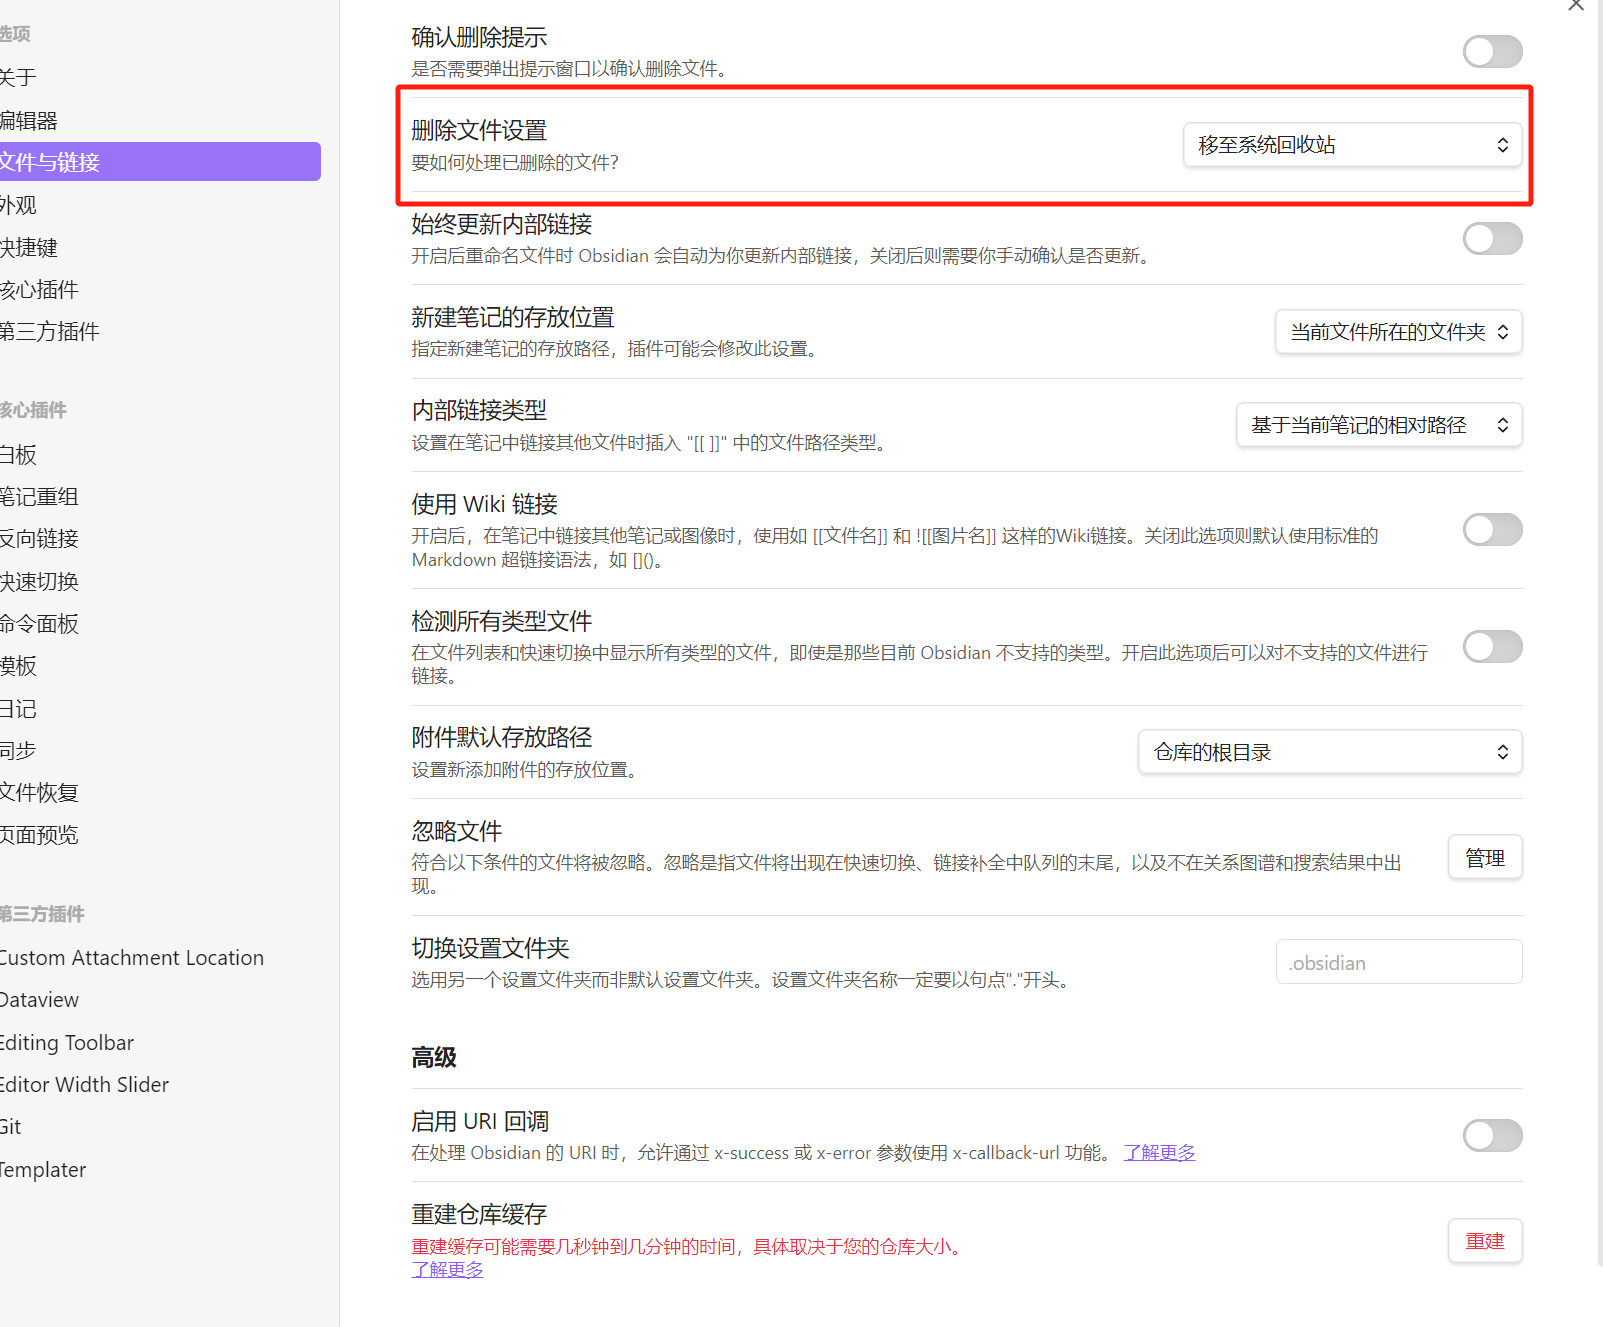 选项
关于
编辑器
文件与链接
外观
快捷键
核心插件
第三方插件
核心插件
白板
笔记重组
反向链接
快速切换
命令面板
模板
日记
同步
文件恢复
页面预览
第三方插件
Custom Attachment Location
Dataview
Editing Toolbar
Editor Width Slider
Git
Templater
确认删除提示
是否需要弹出提示窗口以确认删除文件。
删除文件设置
要如何处理已删除的文件?
移至系统回收站
始终更新内部链接
开启后重命名文件时 Obsidian 会自动为你更新内部链接，关闭后则需要你手动确认是否更新。
新建笔记的存放位置
指定新建笔记的存放路径，插件可能会修改此设置。
当前文件所在的文件夹
内部链接类型
设置在笔记中链接其他文件时插入 "[[ ]]" 中的文件路径类型。
基于当前笔记的相对路径
使用 Wiki 链接
开启后，在笔记中链接其他笔记或图像时，使用如 [[文件名]] 和 ![[图片名]] 这样的Wiki链接。关闭此选项则默认使用标准的
Markdown 超链接语法，如 []()。
检测所有类型文件
在文件列表和快速切换中显示所有类型的文件，即使是那些目前 Obsidian 不支持的类型。开启此选项后可以对不支持的文件进行
链接。
附件默认存放路径
设置新添加附件的存放位置。
仓库的根目录
忽略文件
符合以下条件的文件将被忽略。忽略是指文件将出现在快速切换、链接补全中队列的末尾，以及不在关系图谱和搜索结果中出
现。
管理
切换设置文件夹
选用另一个设置文件夹而非默认设置文件夹。设置文件夹名称一定要以句点"."开头。
.obsidian
高级
启用 URI 回调
在处理 Obsidian 的 URI 时，允许通过 x-success 或 x-error 参数使用 x-callback-url 功能。 了解更多
重建仓库缓存
重建缓存可能需要几秒钟到几分钟的时间，具体取决于您的仓库大小。
了解更多
重建